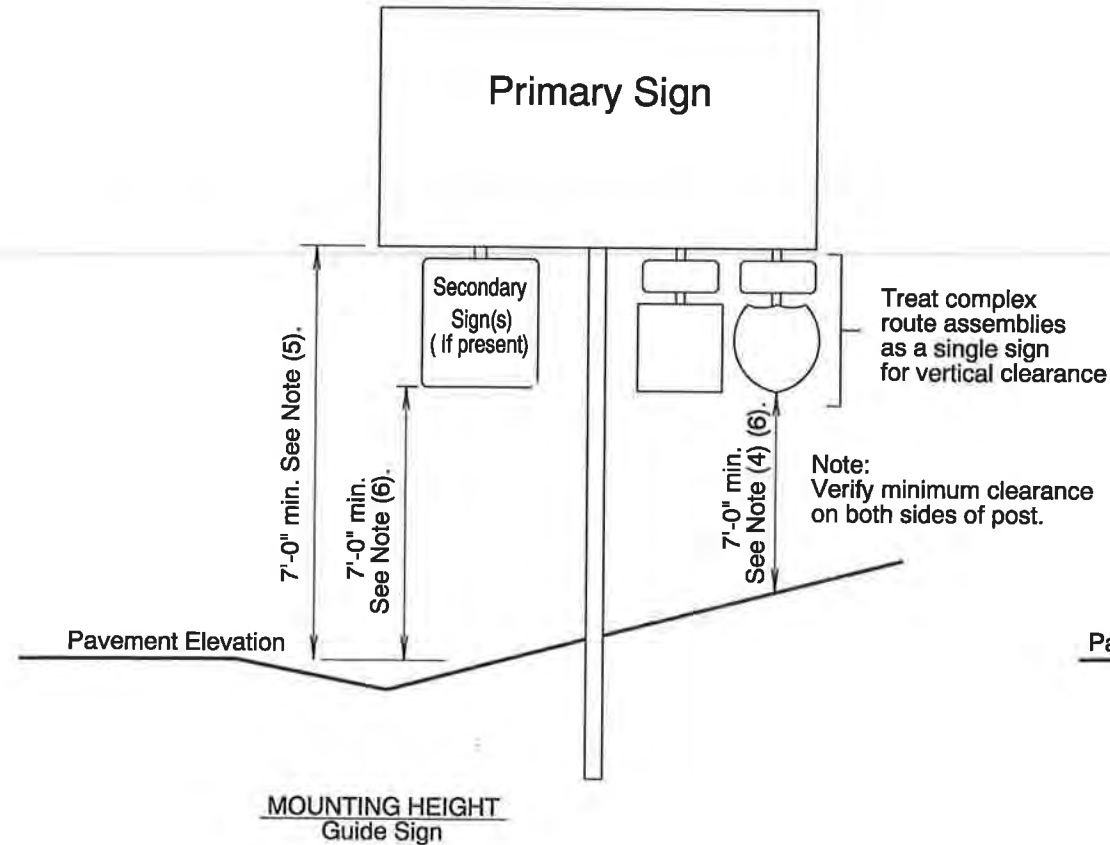 Primary Sign
Secondary
Sign(s)
( if present)
Treat complex
route assemblies
as a single sign
for vertical clearance
7'-0" min. See Note (5).
7'-0" min.
See Note (6).
7'-0" min.
See Note (4) (6).
Note:
Verify minimum clearance
on both sides of post.
Pavement Elevation
Pa
MOUNTING HEIGHT
Guide Sign